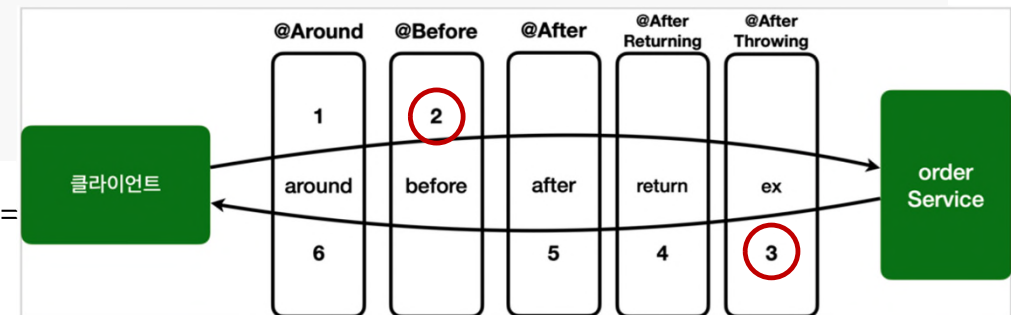 @Around
@Before
@After
@After
Returning
@After
Throwing
1
2
클라이언트
around
before
after
return
ex
order
Service
=
6
5
4
3